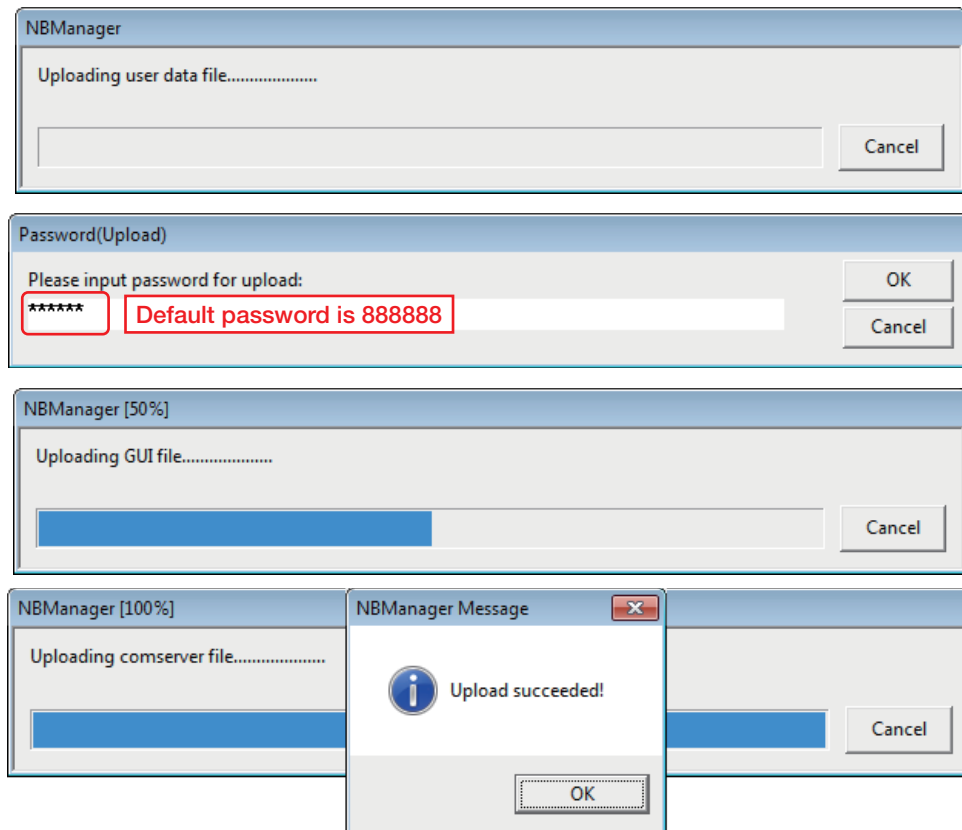 NBManager
Uploading user data file....................
Cancel
Password(Upload)
Please input password for upload:
OK
****** Default password is 888888
Cancel
NBManager [50%]
Uploading GUI file....................
Cancel
NBManager [100%]
Uploading comserver file....................
Cancel
NBManager Message
Upload succeeded!
OK